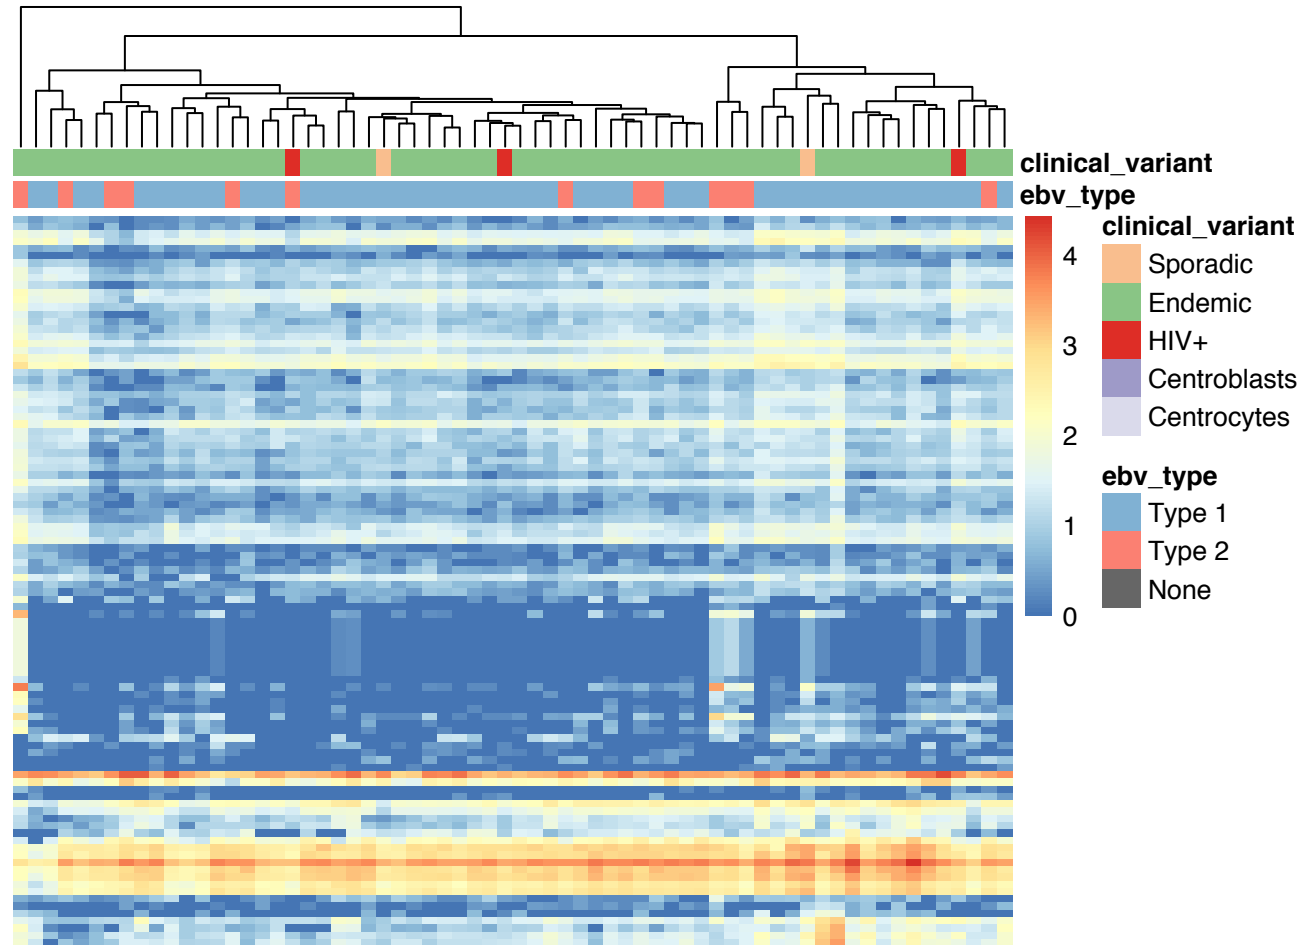 clinical_variant
ebv_type
4
3
2
1
0
clinical_variant
Sporadic
Endemic
HIV+
Centroblasts
Centrocytes
ebv_type
Type 1
Type 2
None